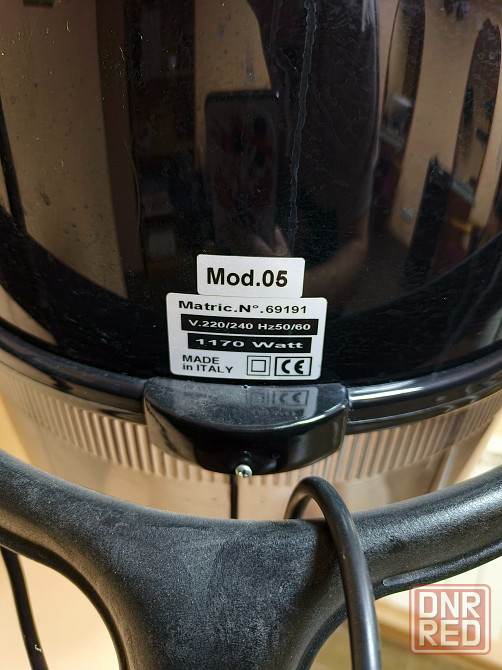 Mod.05
Matric.N°.69191
V.220/240 Hz50/60
1170 Watt
MADE
in ITALY
CE
DNR
RED